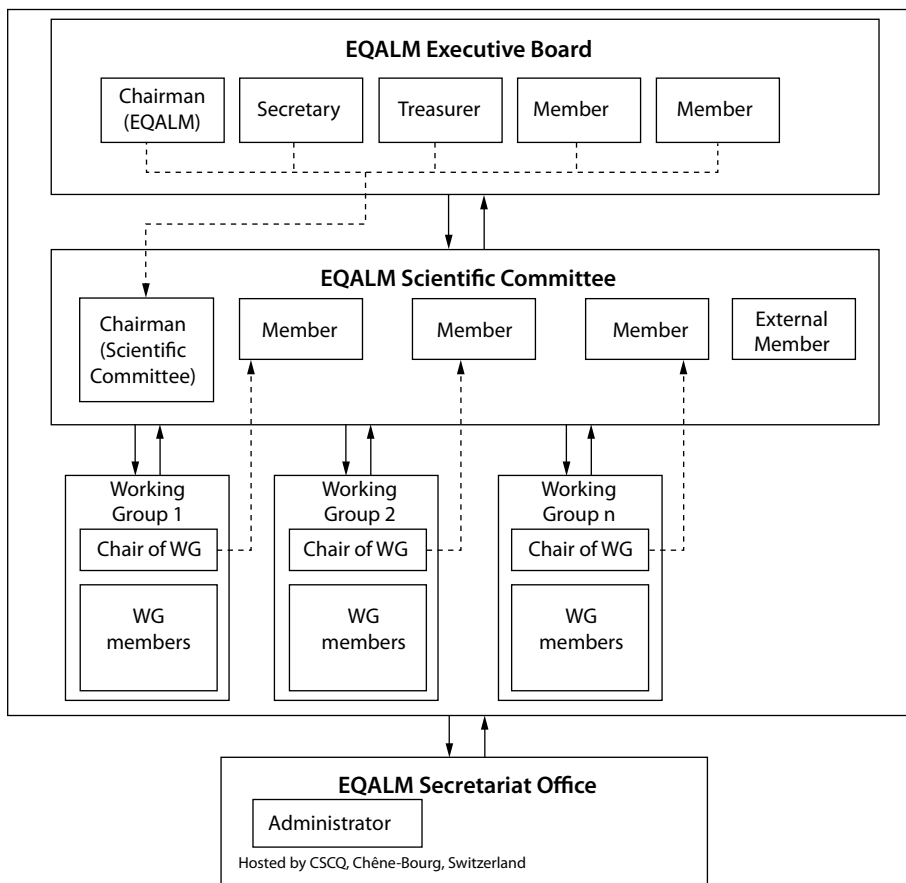 EQALM Executive Board
Chairman
(EQALM)
Secretary
Treasurer
Member
Member
EQALM Scientific Committee
Chairman
(Scientific
Committee)
Member
Member
Member
External
Member
Working
Group 1
Chair of WG
WG
members
Working
Group 2
Chair of WG
WG
members
Working
Group n
Chair of WG
WG
members
EQALM Secretariat Office
Administrator
Hosted by CSCQ, Chêne-Bourg, Switzerland